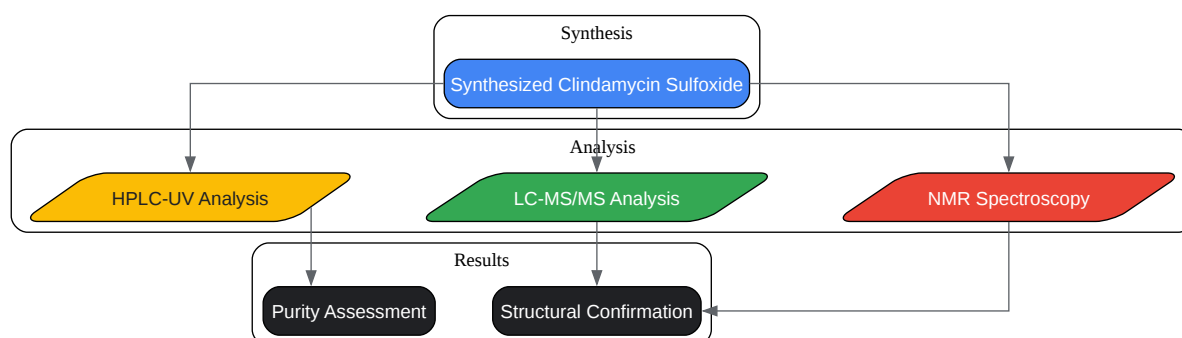 Synthesis
Synthesized Clindamycin Sulfoxide
Analysis
HPLC-UV Analysis
LC-MS/MS Analysis
NMR Spectroscopy
Results
Purity Assessment
Structural Confirmation